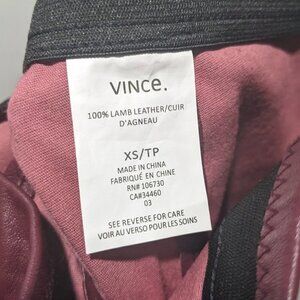 VINCE.
100% LAMB LEATHER/CUIR
D'AGNEAU
XS/TP
MADE IN CHINA
FABRIQUÉ EN CHINE
RN# 106730
CA#34460
03
SEE REVERSE FOR CARE
VOIR AU VERSO POUR LES SOINS